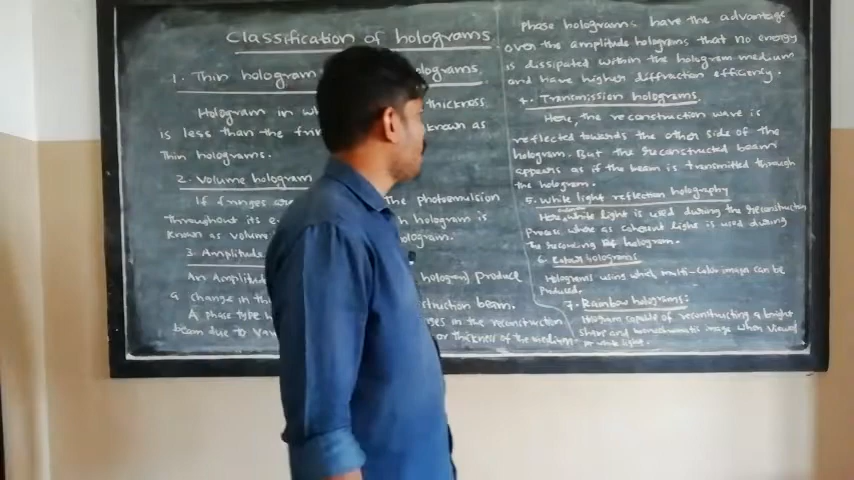 Classification of holograms
1. Thin hologram holograms,
Hologram in wh thickness
is less than the frin known as
Thin holograms.
2. Volume hologram
If fringes are The photoemulsion
Throughout its e h hologram is
known as volume ologram.
3. Amplitude
An Amplitude hologram) produce
a change in the struction beam.
A phase type ges in the reconstruction
beam due to var or Thickness of the medium.
Phase holograms have the advantage
over the amplitude holograms that no energy
is dissipated within the hologram medium
and have higher diffraction efficiency.
4. Transmission holograms.
Here, the reconstruction wave is
reflected towards the other side of the
hologram. But the reconstructed beam
appears as if the beam is transmitted through
the hologram.
5. White light reflection holography
Here, white light is used during the reconstruction
process where as coherent light is used during
the recording of hologram.
6. holograms
Holograms using which multi-color image can be
Produced.
7. Rainbow holograms:
Hologram capable of reconstructing a bright
sharp and monochromatic image when viewed
in white light.